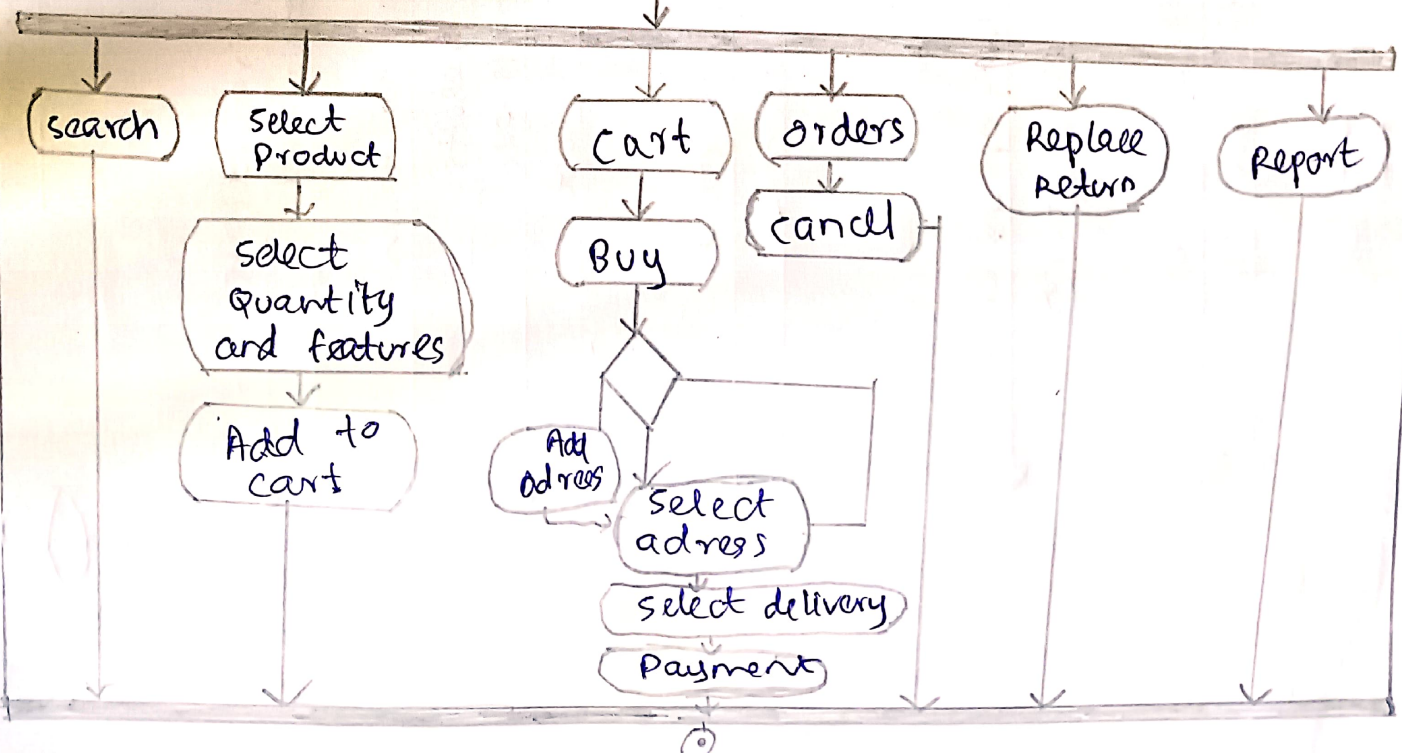 search
Select
Product
Select
Quantity
and features
Add to
cart
Cart
Buy
Add
adress
Select
adress
select delivery
Payment
orders
cancel
Replace
Return
Report